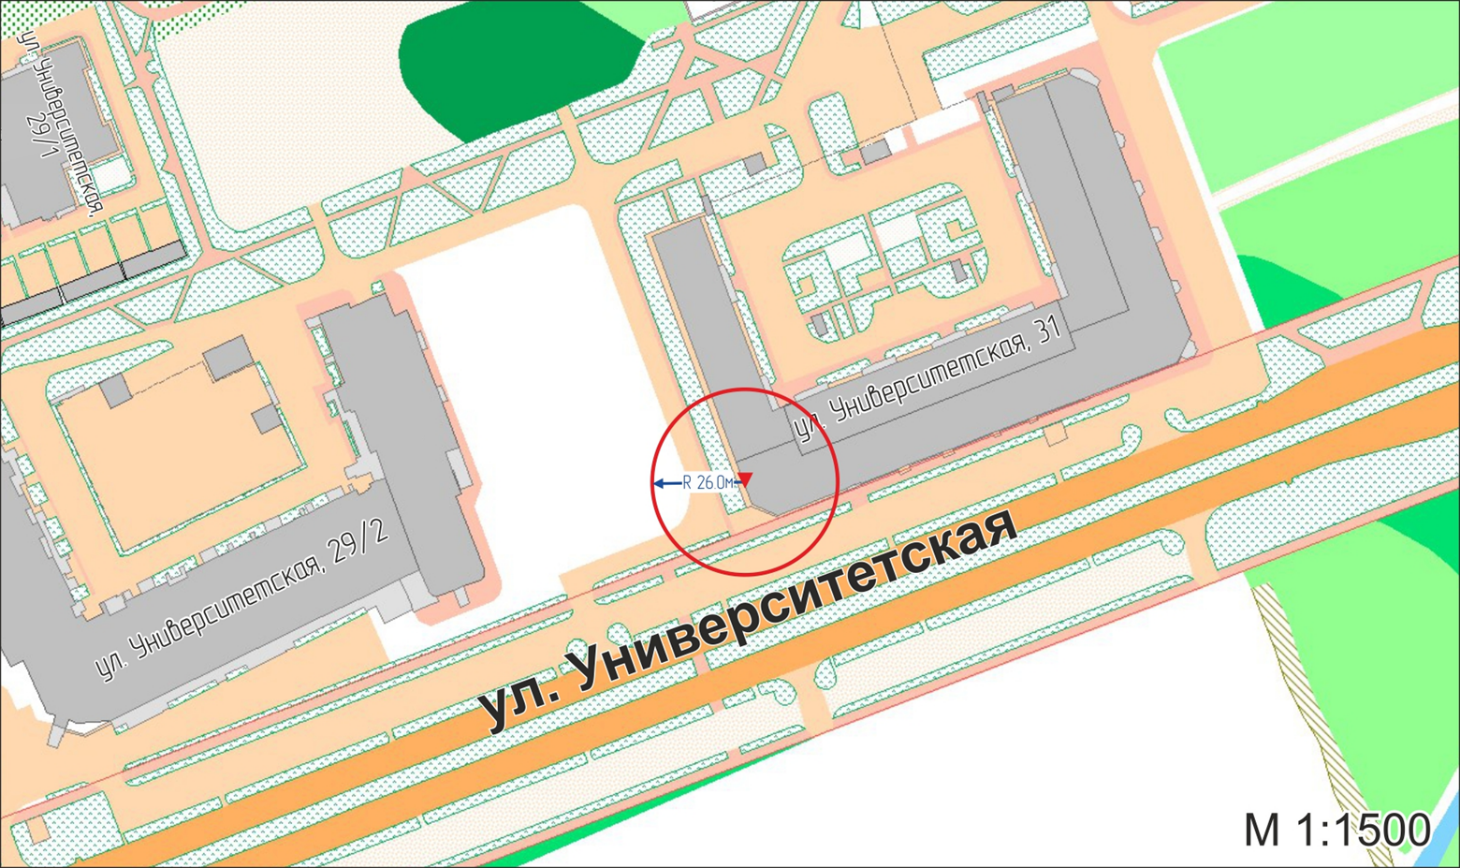 ул. Университетская,
29/1
ул. Университетская, 31
R 26.0м
ул. Университетская, 29/2
ул. Университетская
М 1:1500